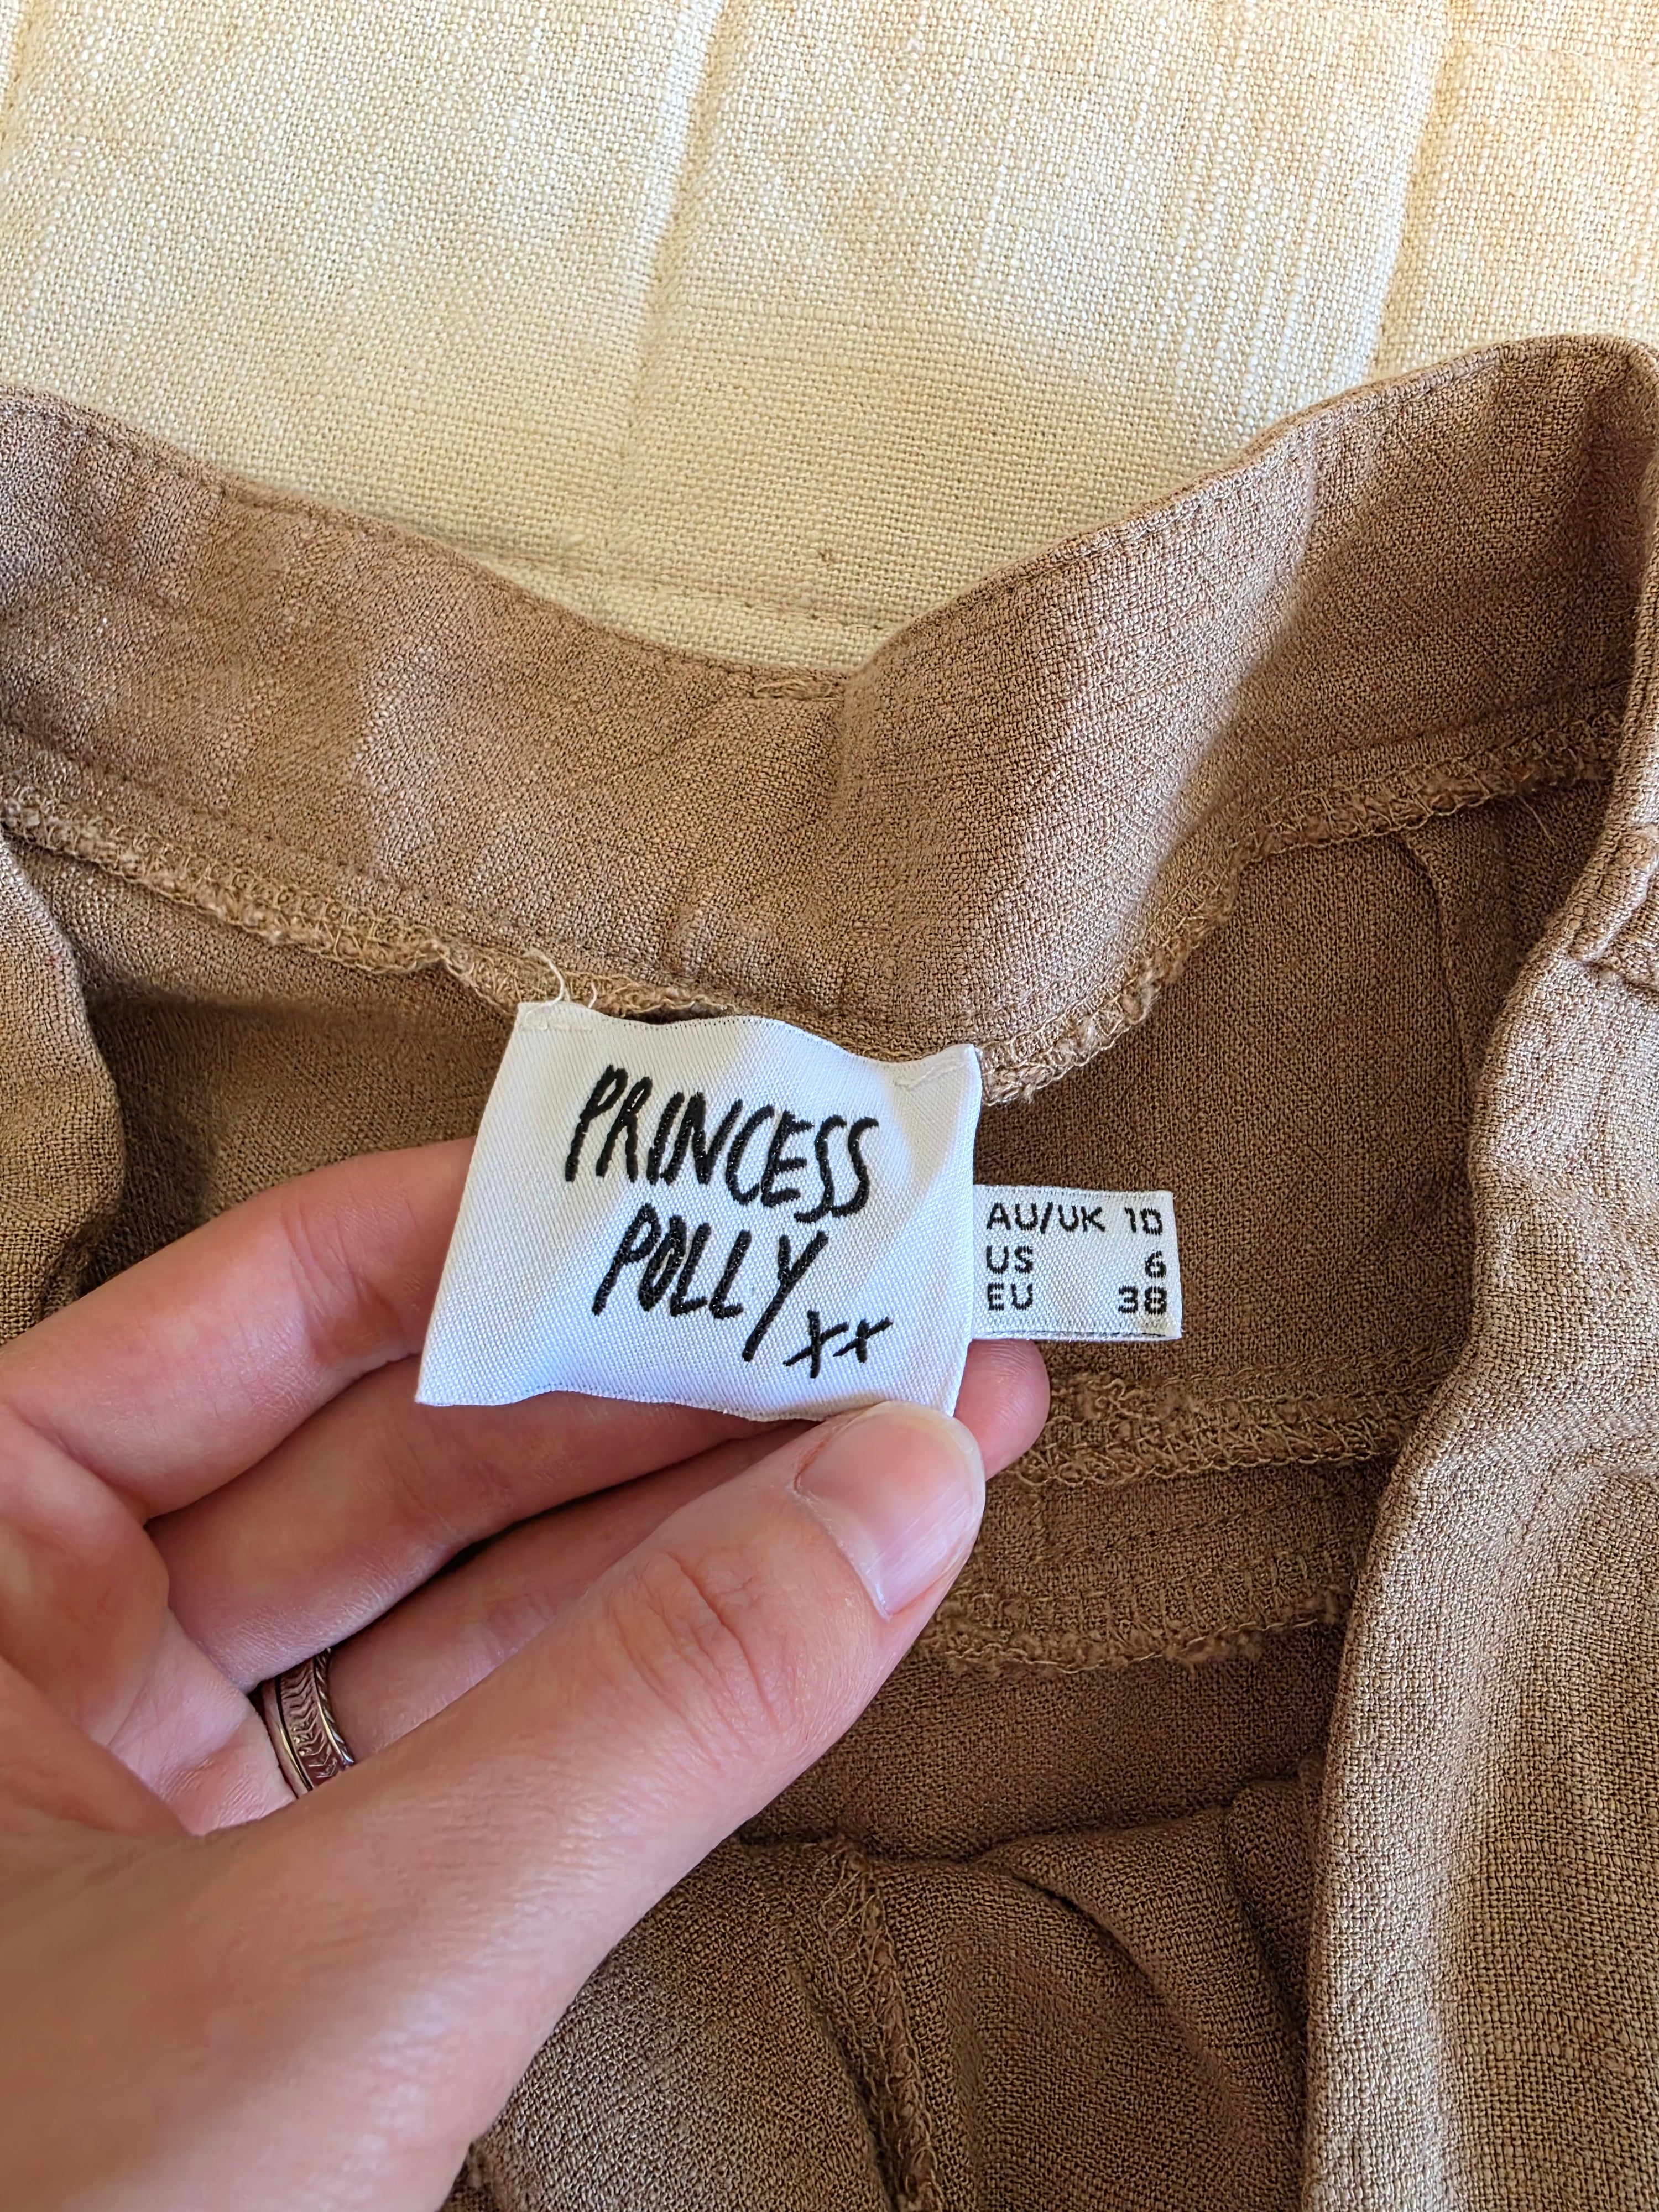 PRINCESS
POLLY xx
AU/UK 10
US 6
EU 38